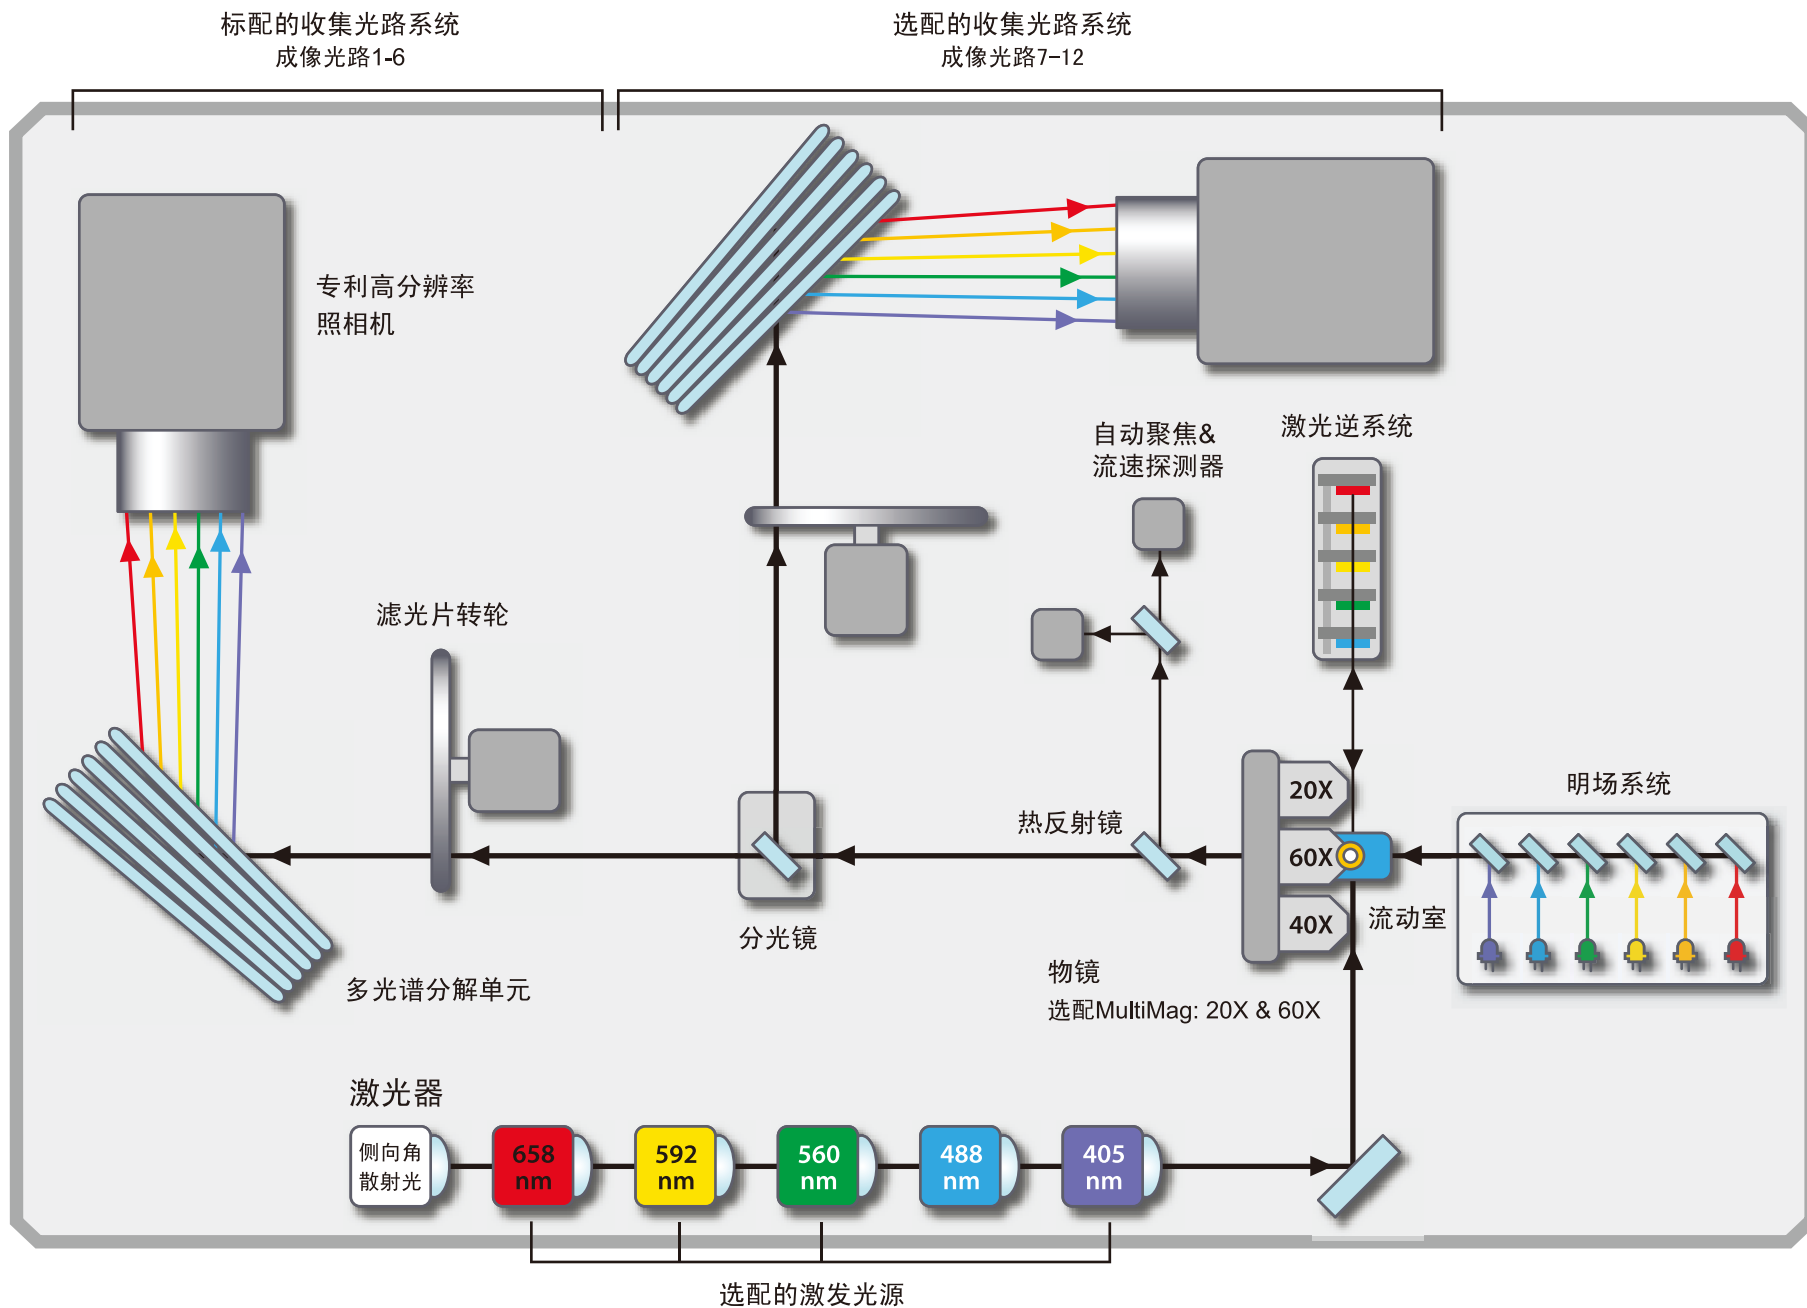 标配的收集光路系统
成像光路1-6
选配的收集光路系统
成像光路7-12
专利高分辨率
照相机
自动聚焦&
流速探测器
激光逆系统
滤光片转轮
明场系统
20X
热反射镜
60X
40X
流动室
分光镜
物镜
选配MultiMag: 20X & 60X
多光谱分解单元
激光器
侧向角
散射光
658
nm
592
nm
560
nm
488
nm
405
nm
选配的激发光源